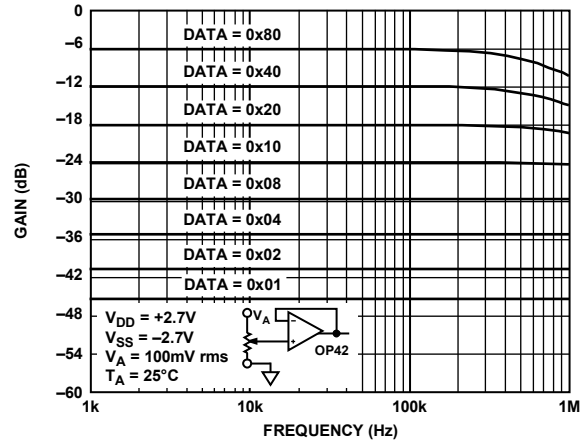 0
–6
–12
–18
–24
–30
–36
–42
–48
–54
–60
GAIN (dB)
DATA = 0x80
DATA = 0x40
DATA = 0x20
DATA = 0x10
DATA = 0x08
DATA = 0x04
DATA = 0x02
DATA = 0x01
V_DD = +2.7V
V_SS = –2.7V
V_A = 100mV rms
T_A = 25°C
V_A
–
+
OP42
1k 10k 100k 1M
FREQUENCY (Hz)